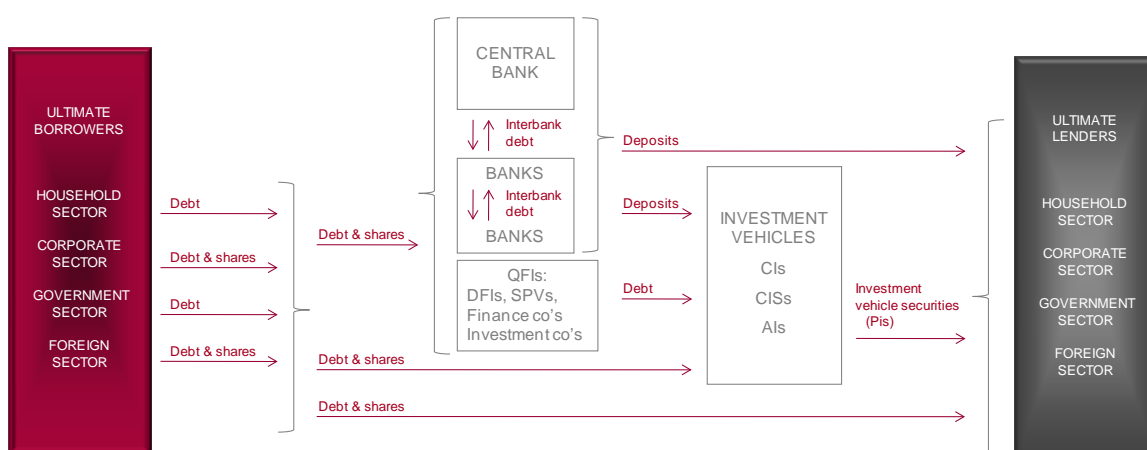 ULTIMATE
BORROWERS
HOUSEHOLD
SECTOR
CORPORATE
SECTOR
GOVERNMENT
SECTOR
FOREIGN
SECTOR
Debt
Debt & shares
Debt
Debt & shares
Debt & shares
Debt & shares
Debt & shares
CENTRAL
BANK
Interbank
debt
BANKS
Interbank
debt
BANKS
QFIs:
DFIs, SPVs,
Finance co's
Investment co's
Deposits
Deposits
Debt
INVESTMENT
VEHICLES
CIs
CISs
AIs
Investment
vehicle securities
(Pis)
ULTIMATE
LENDERS
HOUSEHOLD
SECTOR
CORPORATE
SECTOR
GOVERNMENT
SECTOR
FOREIGN
SECTOR